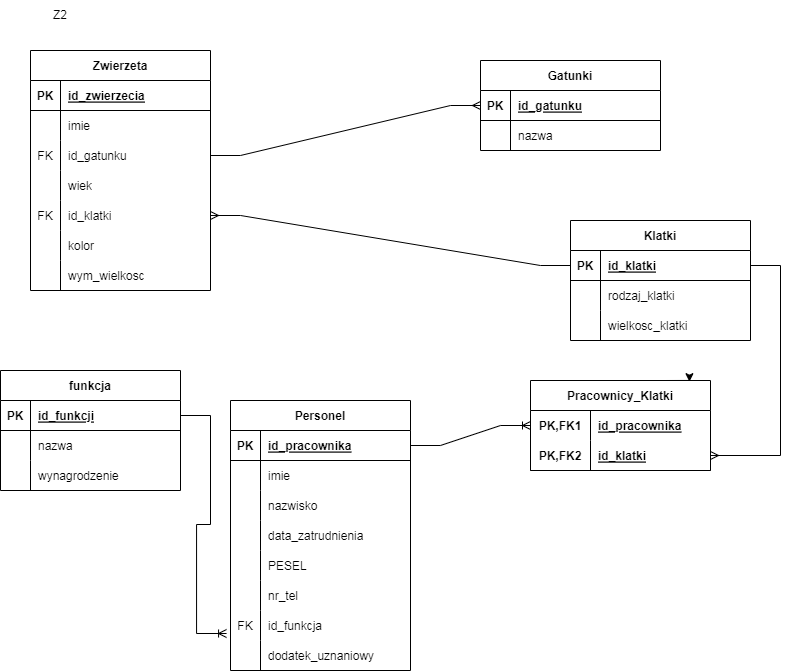 Z2
Zwierzeta
PK id_zwierzecia
imie
FK id_gatunku
wiek
FK id_klatki
kolor
wym_wielkosc
Gatunki
PK id_gatunku
nazwa
Klatki
PK id_klatki
rodzaj_klatki
wielkosc_klatki
funkcja
PK id_funkcji
nazwa
wynagrodzenie
Personel
PK id_pracownika
imie
nazwisko
data_zatrudnienia
PESEL
nr_tel
FK id_funkcja
dodatek_uznaniowy
Pracownicy_Klatki
PK,FK1 id_pracownika
PK,FK2 id_klatki